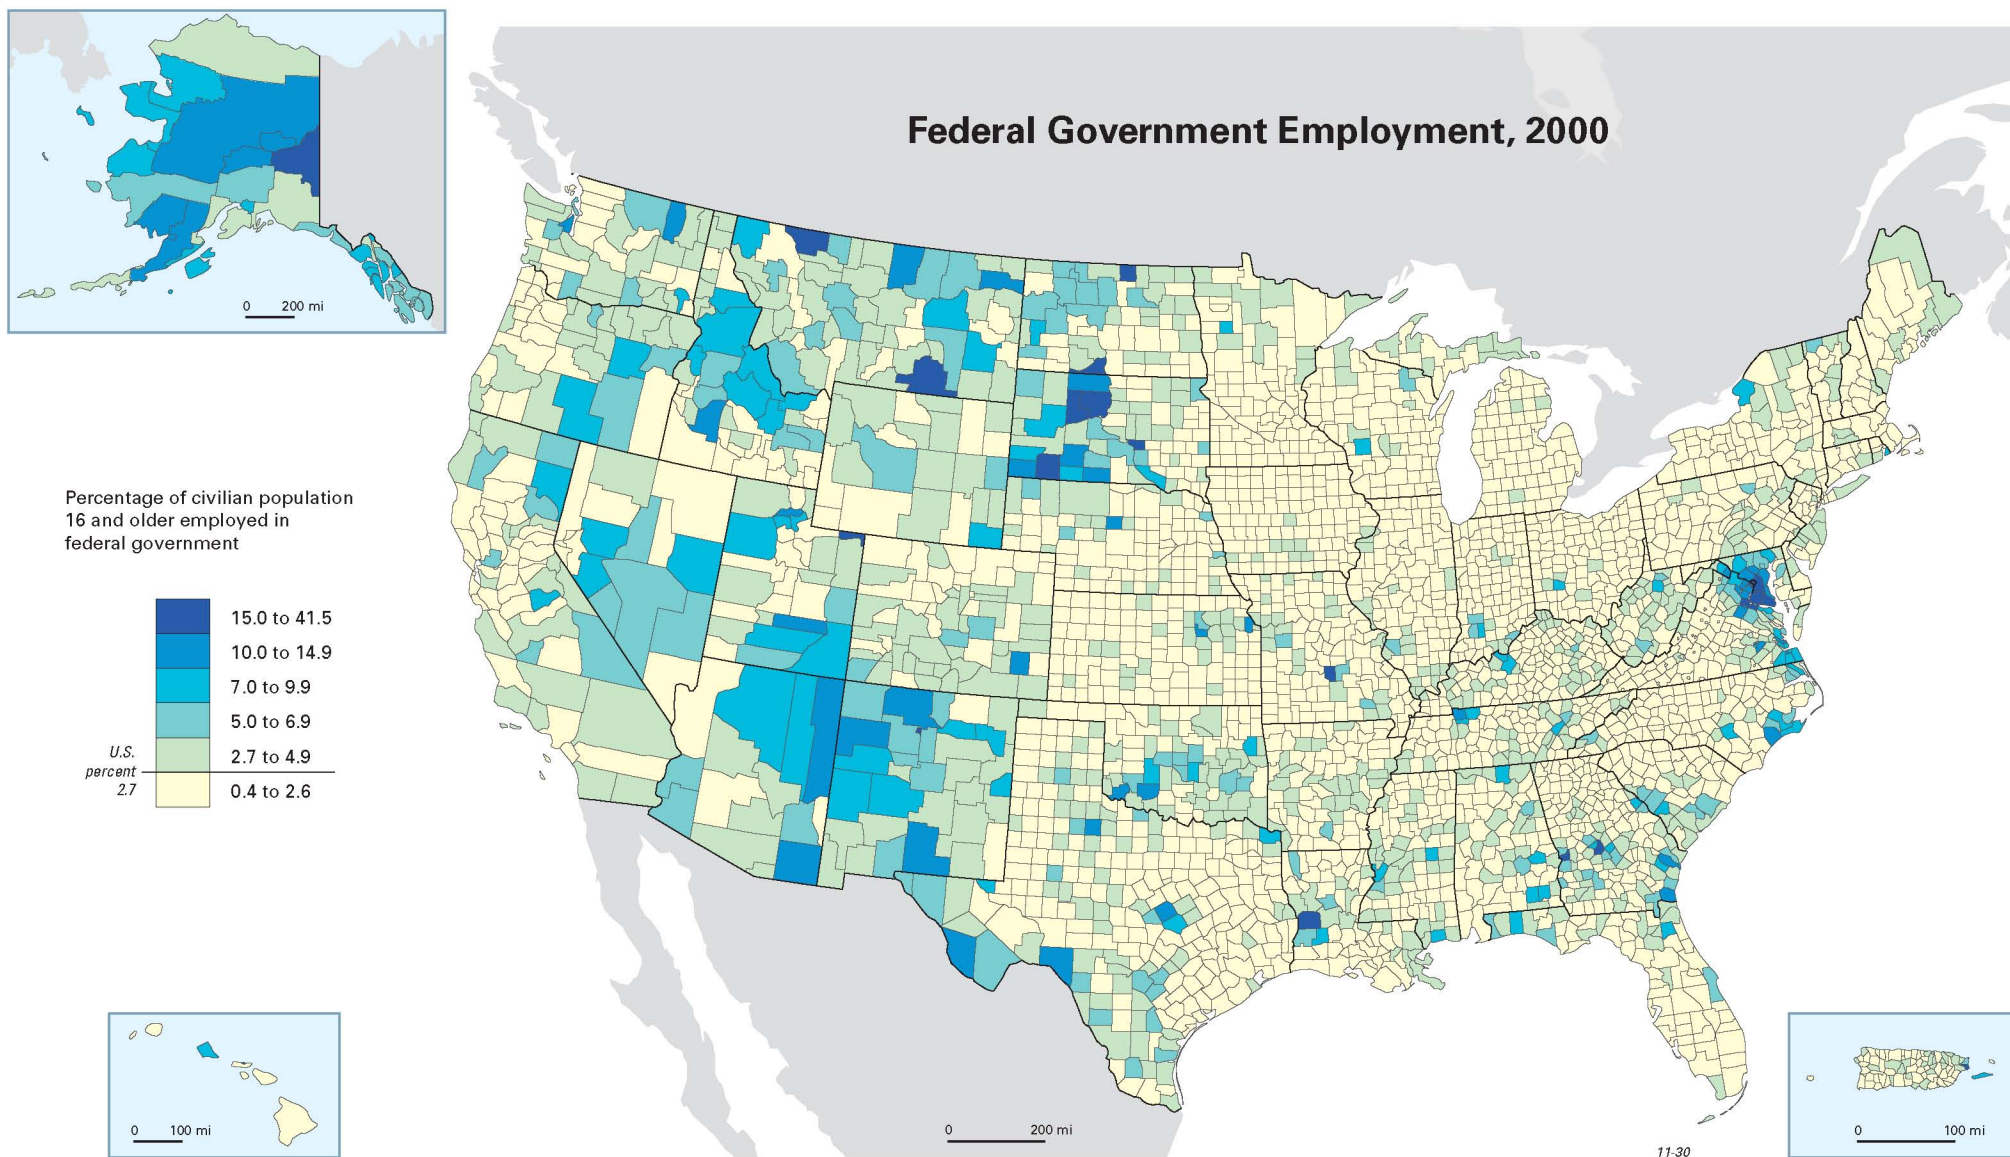 Federal Government Employment, 2000
0 200 mi
Percentage of civilian population
16 and older employed in
federal government
15.0 to 41.5
10.0 to 14.9
7.0 to 9.9
5.0 to 6.9
2.7 to 4.9
0.4 to 2.6
U.S.
percent
2.7
0 100 mi
0 200 mi
0 100 mi
11-30